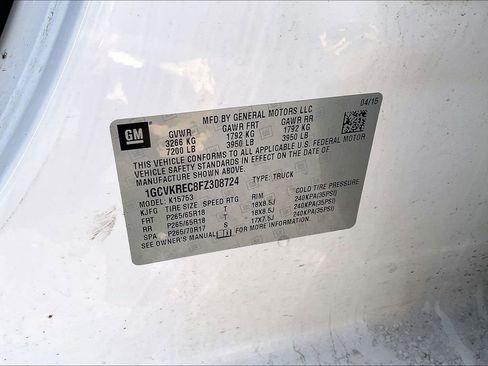 04/15
MFD BY GENERAL MOTORS LLC
GM
GVWR GAWR FRT GAWR RR
3266 KG 1792 KG 1792 KG
7200 LB 3950 LB 3950 LB
THIS VEHICLE CONFORMS TO ALL APPLICABLE U.S. FEDERAL MOTOR
VEHICLE SAFETY STANDARDS IN EFFECT ON THE DATE OF
MANUFACTURE SHOWN ABOVE.
1GCVKREC8FZ308724 TYPE: TRUCK
MODEL: K15753
KJFG TIRE SIZE SPEED RTG RIM COLD TIRE PRESSURE
FRT P265/65R18 T 18X8.5J 240KPA(35PSI)
RR P265/65R18 T 18X8.5J 240KPA(35PSI)
SPA P265/70R17 S 17X7.5J 240KPA(35PSI)
SEE OWNER'S MANUAL FOR MORE INFORMATION.